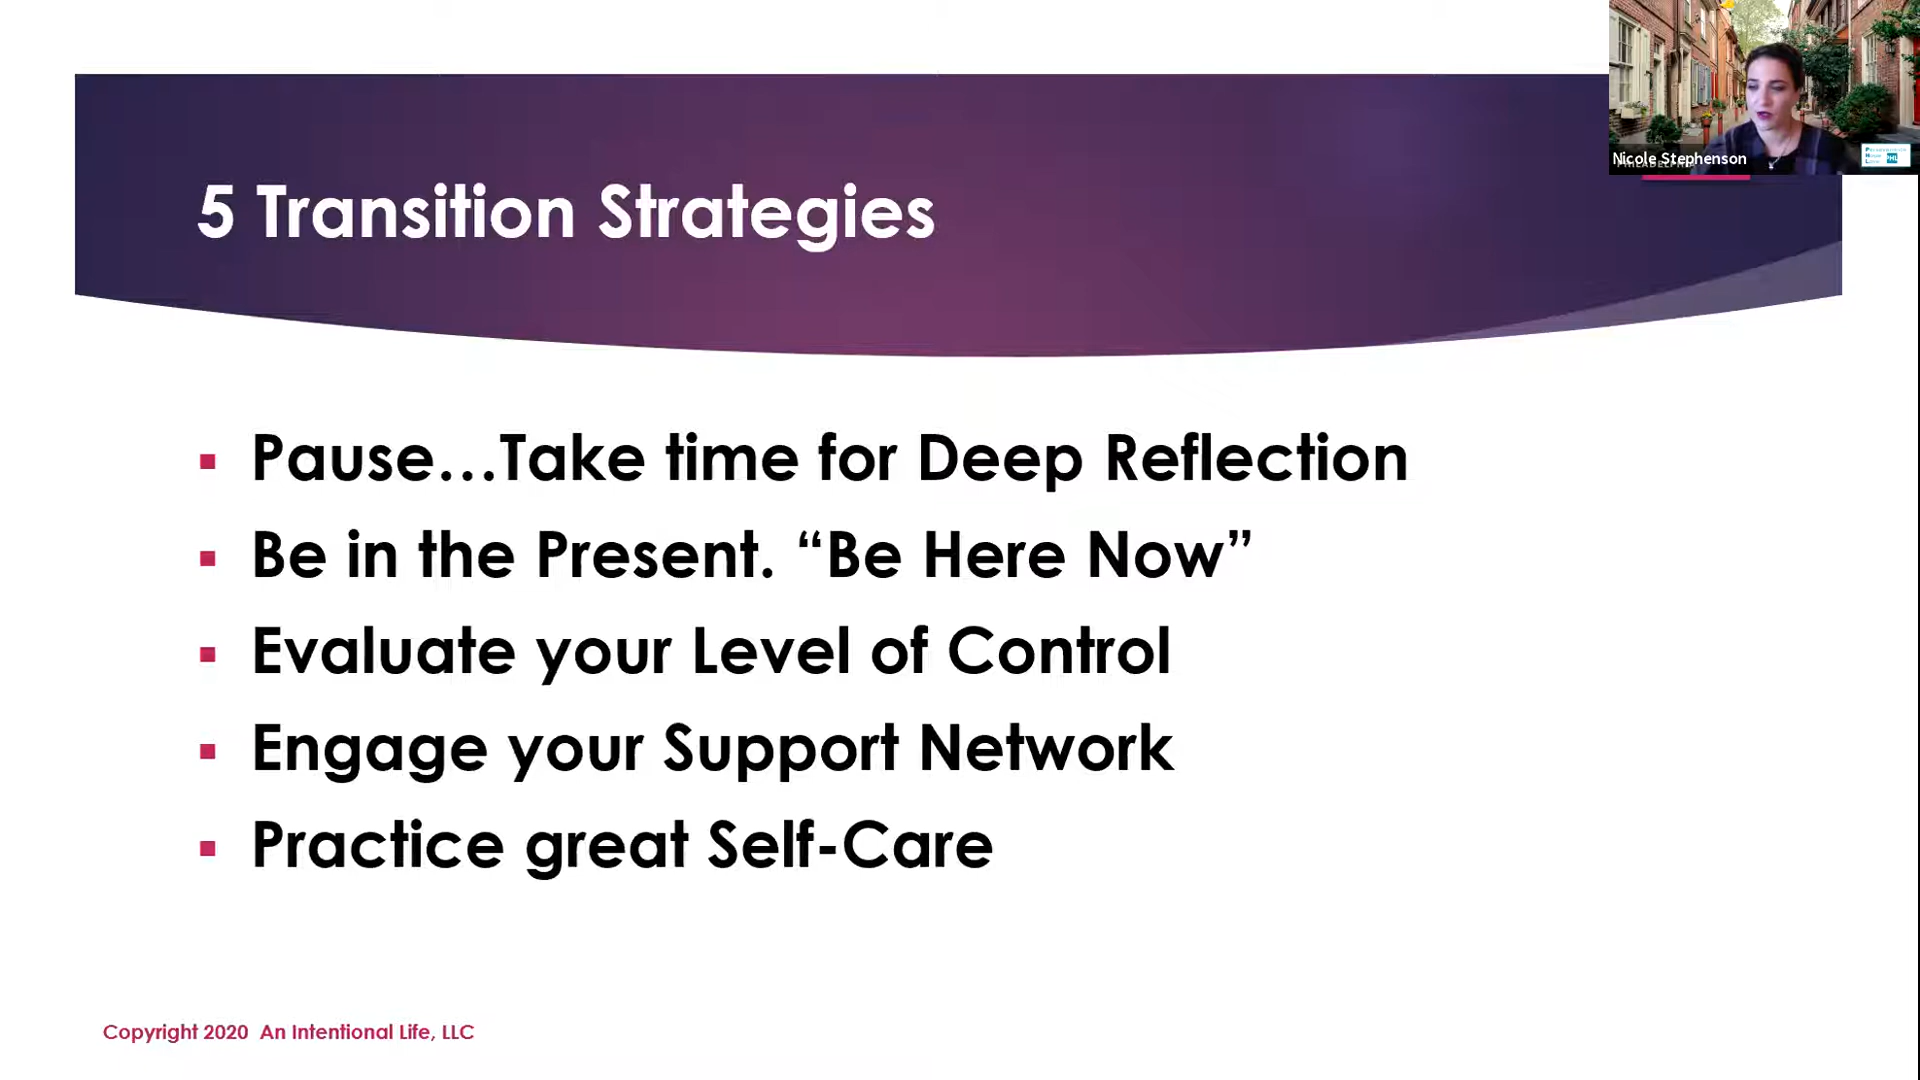 Nicole Stephenson
5 Transition Strategies
Pause…Take time for Deep Reflection
Be in the Present. “Be Here Now”
Evaluate your Level of Control
Engage your Support Network
Practice great Self-Care
Copyright 2020 An Intentional Life, LLC